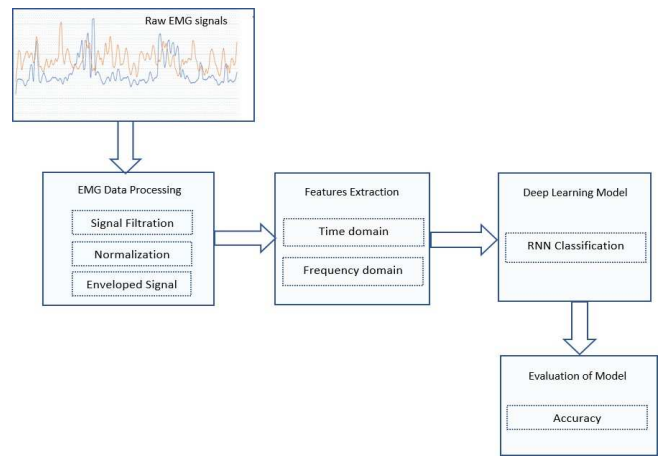 Raw EMG signals
EMG Data Processing
Signal Filtration
Normalization
Enveloped Signal
Features Extraction
Time domain
Frequency domain
Deep Learning Model
RNN Classification
Evaluation of Model
Accuracy